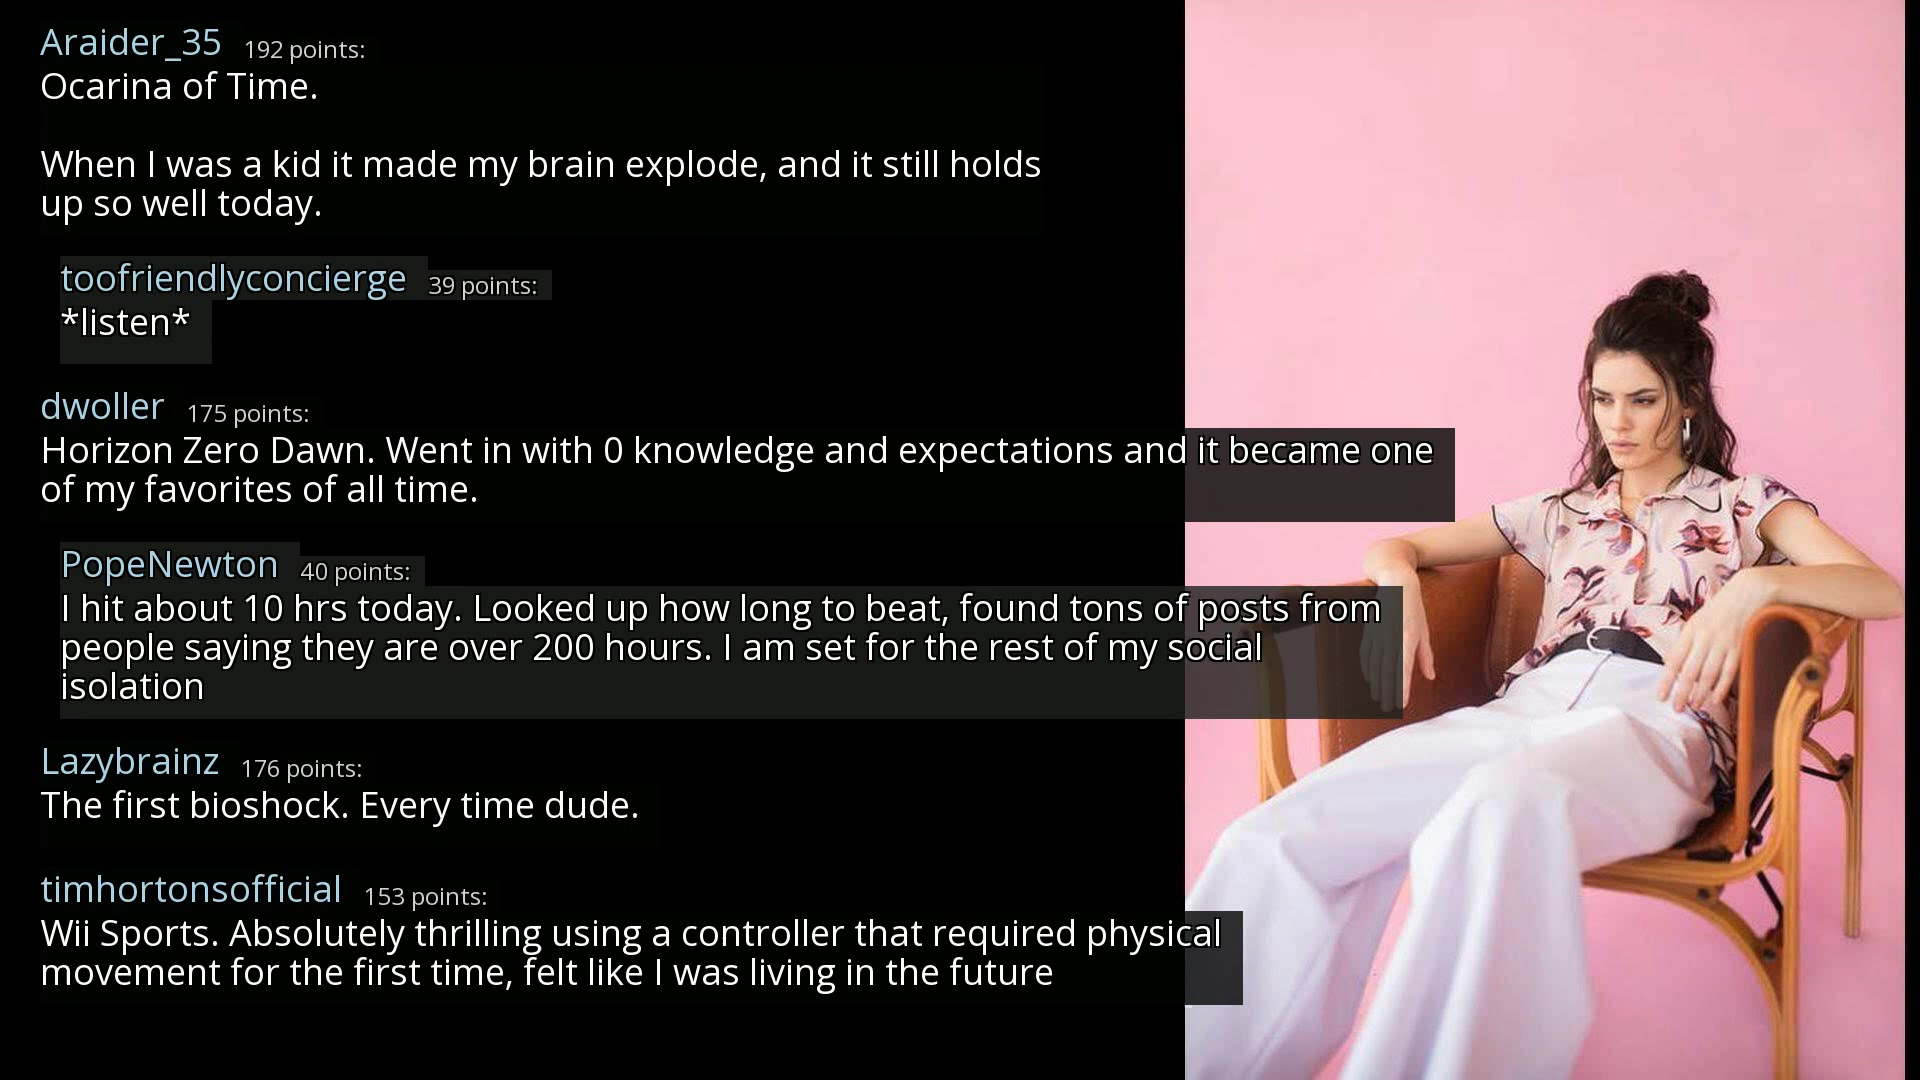 Araider_35 192 points:
Ocarina of Time.
When I was a kid it made my brain explode, and it still holds
up so well today.
toofriendlyconcierge 39 points:
*listen*
dwoller 175 points:
Horizon Zero Dawn. Went in with 0 knowledge and expectations and it became one
of my favorites of all time.
PopeNewton 40 points:
I hit about 10 hrs today. Looked up how long to beat, found tons of posts from
people saying they are over 200 hours. I am set for the rest of my social
isolation
Lazybrainz 176 points:
The first bioshock. Every time dude.
timhortonsofficial 153 points:
Wii Sports. Absolutely thrilling using a controller that required physical
movement for the first time, felt like I was living in the future